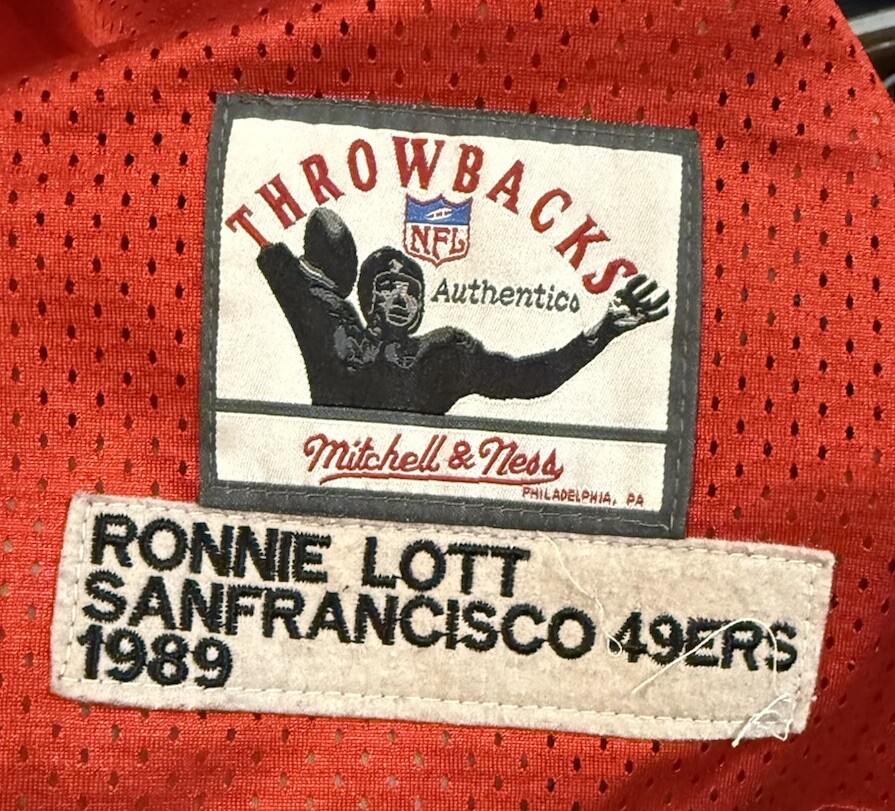 THROWBACKS
NFL
Authentics
Mitchell & Ness
PHILADELPHIA, PA
RONNIE LOTT
SANFRANCISCO 49ERS
1989